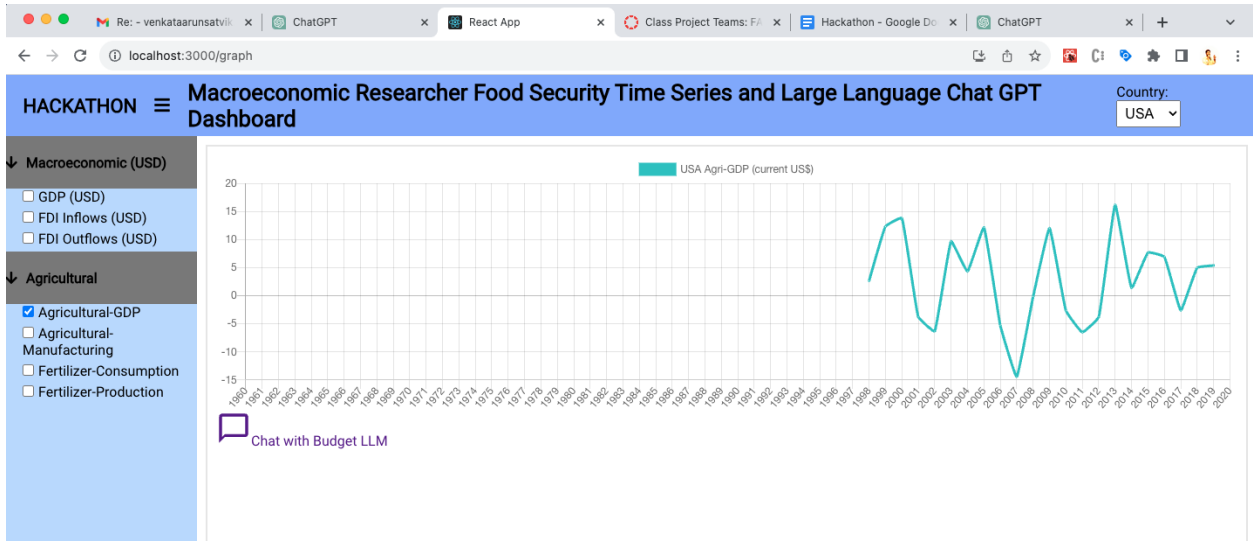 Re: - venkataarunsatvik
ChatGPT
React App
Class Project Teams: FA
Hackathon - Google Do
ChatGPT
localhost:3000/graph
HACKATHON
Macroeconomic Researcher Food Security Time Series and Large Language Chat GPT
Dashboard
Country:
USA
Macroeconomic (USD)
GDP (USD)
FDI Inflows (USD)
FDI Outflows (USD)
Agricultural
Agricultural-GDP
Agricultural-
Manufacturing
Fertilizer-Consumption
Fertilizer-Production
USA Agri-GDP (current US$)
20
15
10
5
0
-5
-10
-15
1960 1961 1962 1963 1964 1965 1966 1967 1968 1969 1970 1971 1972 1973 1974 1975 1976 1977 1978 1979 1980 1981 1982 1983 1984 1985 1986 1987 1988 1989 1990 1991 1992 1993 1994 1995 1996 1997 1998 1999 2000 2001 2002 2003 2004 2005 2006 2007 2008 2009 2010 2011 2012 2013 2014 2015 2016 2017 2018 2019 2020
Chat with Budget LLM